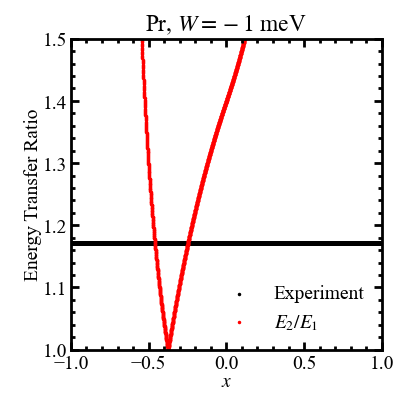 Pr, W = − 1 meV
Energy Transfer Ratio
1.5
1.4
1.3
1.2
1.1
1.0
Experiment
E₂/E₁
−1.0 −0.5 0.0 0.5 1.0
x